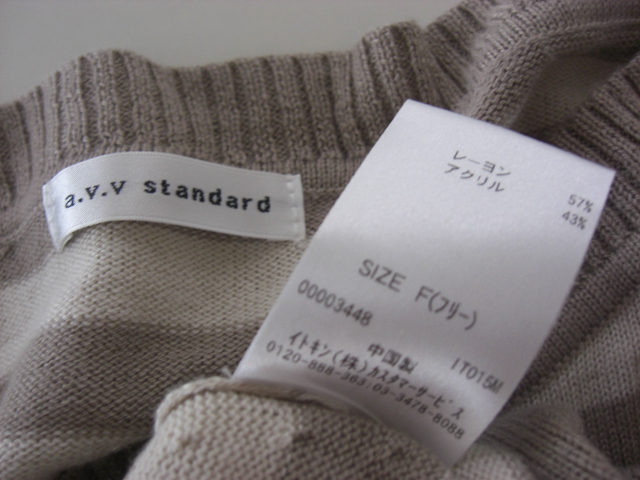 a.v.v standard
レーヨン 57%
アクリル 43%
SIZE F(フリー)
00003448
中国製 IT015M
イトキン(株)カスタマーサービス
0120-888-363・03-3478-8088